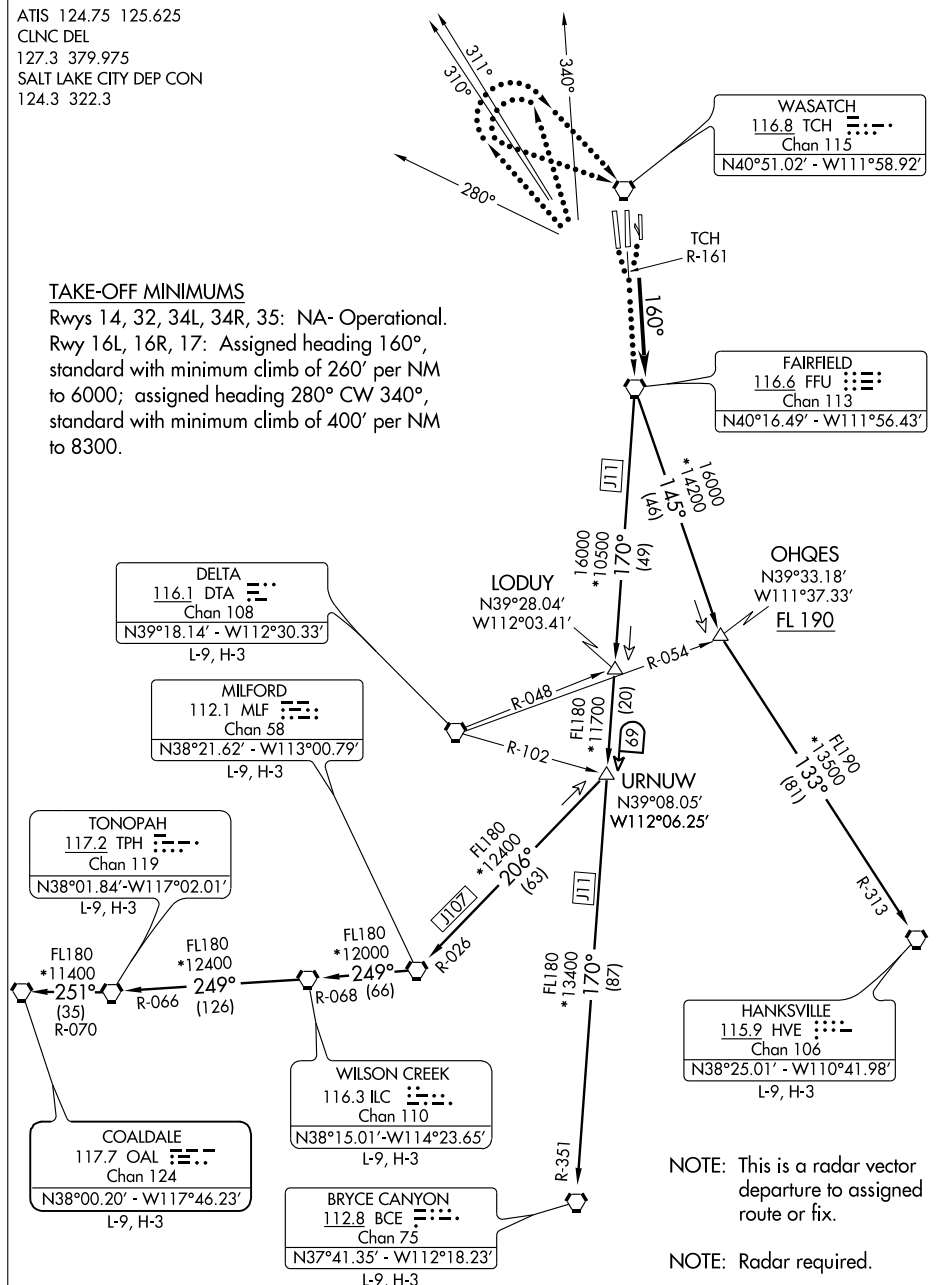 ATIS 124.75 125.625
CLNC DEL
127.3 379.975
SALT LAKE CITY DEP CON
124.3 322.3
311°
310°
340°
280°
WASATCH
116.8 TCH
Chan 115
N40°51.02' - W111°58.92'
TCH
R-161
160°
TAKE-OFF MINIMUMS
Rwys 14, 32, 34L, 34R, 35: NA- Operational.
Rwy 16L, 16R, 17: Assigned heading 160°,
standard with minimum climb of 260' per NM
to 6000; assigned heading 280° CW 340°,
standard with minimum climb of 400' per NM
to 8300.
FAIRFIELD
116.6 FFU
Chan 113
N40°16.49' - W111°56.43'
J11
16000
*10500
170°
(49)
16000
*14200
145°
(46)
OHQES
N39°33.18'
W111°37.33'
FL 190
LODUY
N39°28.04'
W112°03.41'
DELTA
116.1 DTA
Chan 108
N39°18.14' - W112°30.33'
L-9, H-3
R-054
R-048
R-102
FL180
*11700
(20)
69
MILFORD
112.1 MLF
Chan 58
N38°21.62' - W113°00.79'
L-9, H-3
URNUW
N39°08.05'
W112°06.25'
FL190
*13500
133°
(81)
R-313
TONOPAH
117.2 TPH
Chan 119
N38°01.84'-W117°02.01'
L-9, H-3
FL180
*12400
206°
(63)
J107
R-026
J11
FL180
*13400
170°
(87)
R-351
FL180
*11400
251°
(35)
R-070
FL180
*12400
249°
(126)
R-066
FL180
*12000
249°
(66)
R-068
HANKSVILLE
115.9 HVE
Chan 106
N38°25.01' - W110°41.98'
L-9, H-3
WILSON CREEK
116.3 ILC
Chan 110
N38°15.01'-W114°23.65'
L-9, H-3
COALDALE
117.7 OAL
Chan 124
N38°00.20' - W117°46.23'
L-9, H-3
BRYCE CANYON
112.8 BCE
Chan 75
N37°41.35' - W112°18.23'
L-9, H-3
NOTE: This is a radar vector
departure to assigned
route or fix.
NOTE: Radar required.